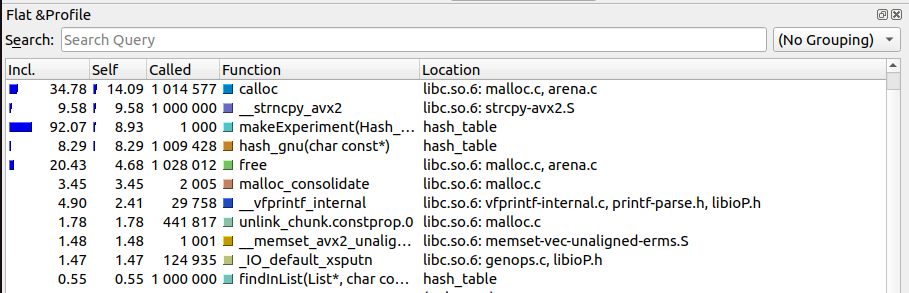 Flat &Profile
Search: Search Query (No Grouping)
Incl. Self Called Function Location
34.78 14.09 1 014 577 calloc libc.so.6: malloc.c, arena.c
9.58 9.58 1 000 000 __strncpy_avx2 libc.so.6: strcpy-avx2.S
92.07 8.93 1 000 makeExperiment(Hash_... hash_table
8.29 8.29 1 009 428 hash_gnu(char const*) hash_table
20.43 4.68 1 028 012 free libc.so.6: malloc.c, arena.c
3.45 3.45 2 005 malloc_consolidate libc.so.6: malloc.c
4.90 2.41 29 758 __vfprintf_internal libc.so.6: vfprintf-internal.c, printf-parse.h, libioP.h
1.78 1.78 441 817 unlink_chunk.constprop.0 libc.so.6: malloc.c
1.48 1.48 1 001 __memset_avx2_unalig... libc.so.6: memset-vec-unaligned-erms.S
1.47 1.47 124 935 _IO_default_xsputn libc.so.6: genops.c, libioP.h
0.55 0.55 1 000 000 findInList(List*, char co... hash_table